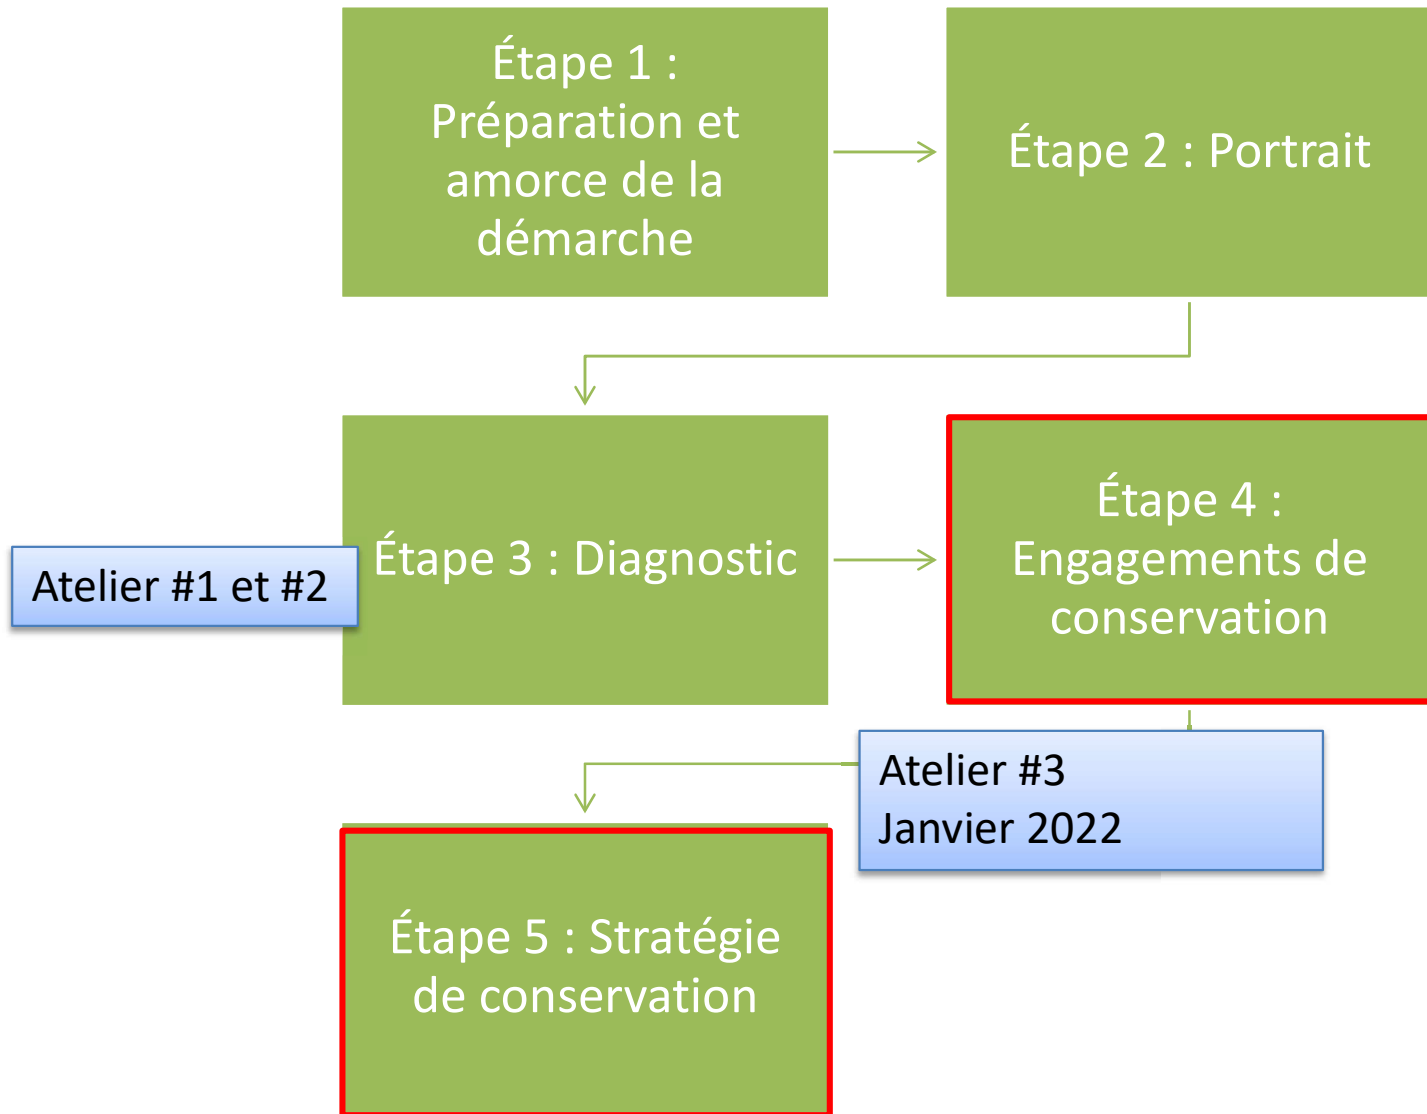 Étape 1 :
Préparation et
amorce de la
démarche
Étape 2 : Portrait
Étape 3 : Diagnostic
Atelier #1 et #2
Étape 4 :
Engagements de
conservation
Atelier #3
Janvier 2022
Étape 5 : Stratégie
de conservation